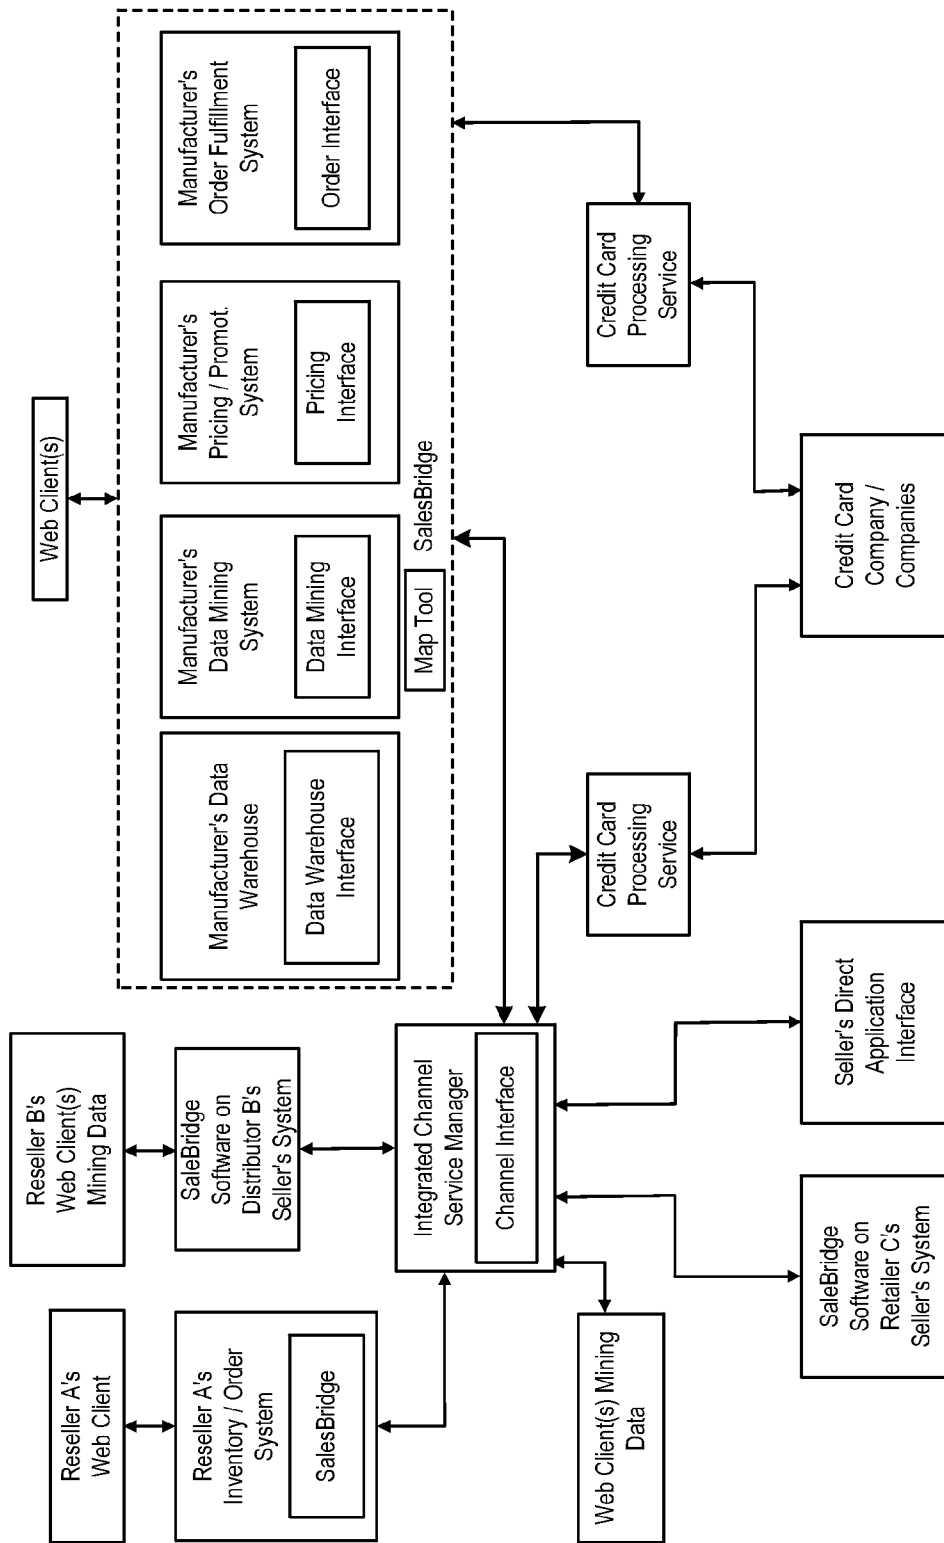 Reseller A's
Web Client
Reseller B's
Web Client(s)
Mining Data
Web Client(s)
Reseller A's
Inventory / Order
System
SalesBridge
SaleBridge
Software on
Distributor B's
Seller's System
Manufacturer's Data
Warehouse
Data Warehouse
Interface
Manufacturer's
Data Mining
System
Data Mining
Interface
Manufacturer's
Pricing / Promot.
System
Pricing
Interface
Manufacturer's
Order Fulfillment
System
Order Interface
Map Tool
SalesBridge
Integrated Channel
Service Manager
Channel Interface
Web Client(s) Mining
Data
Credit Card
Processing
Service
Credit Card
Processing
Service
SaleBridge
Software on
Retailer C's
Seller's System
Seller's Direct
Application
Interface
Credit Card
Company /
Companies